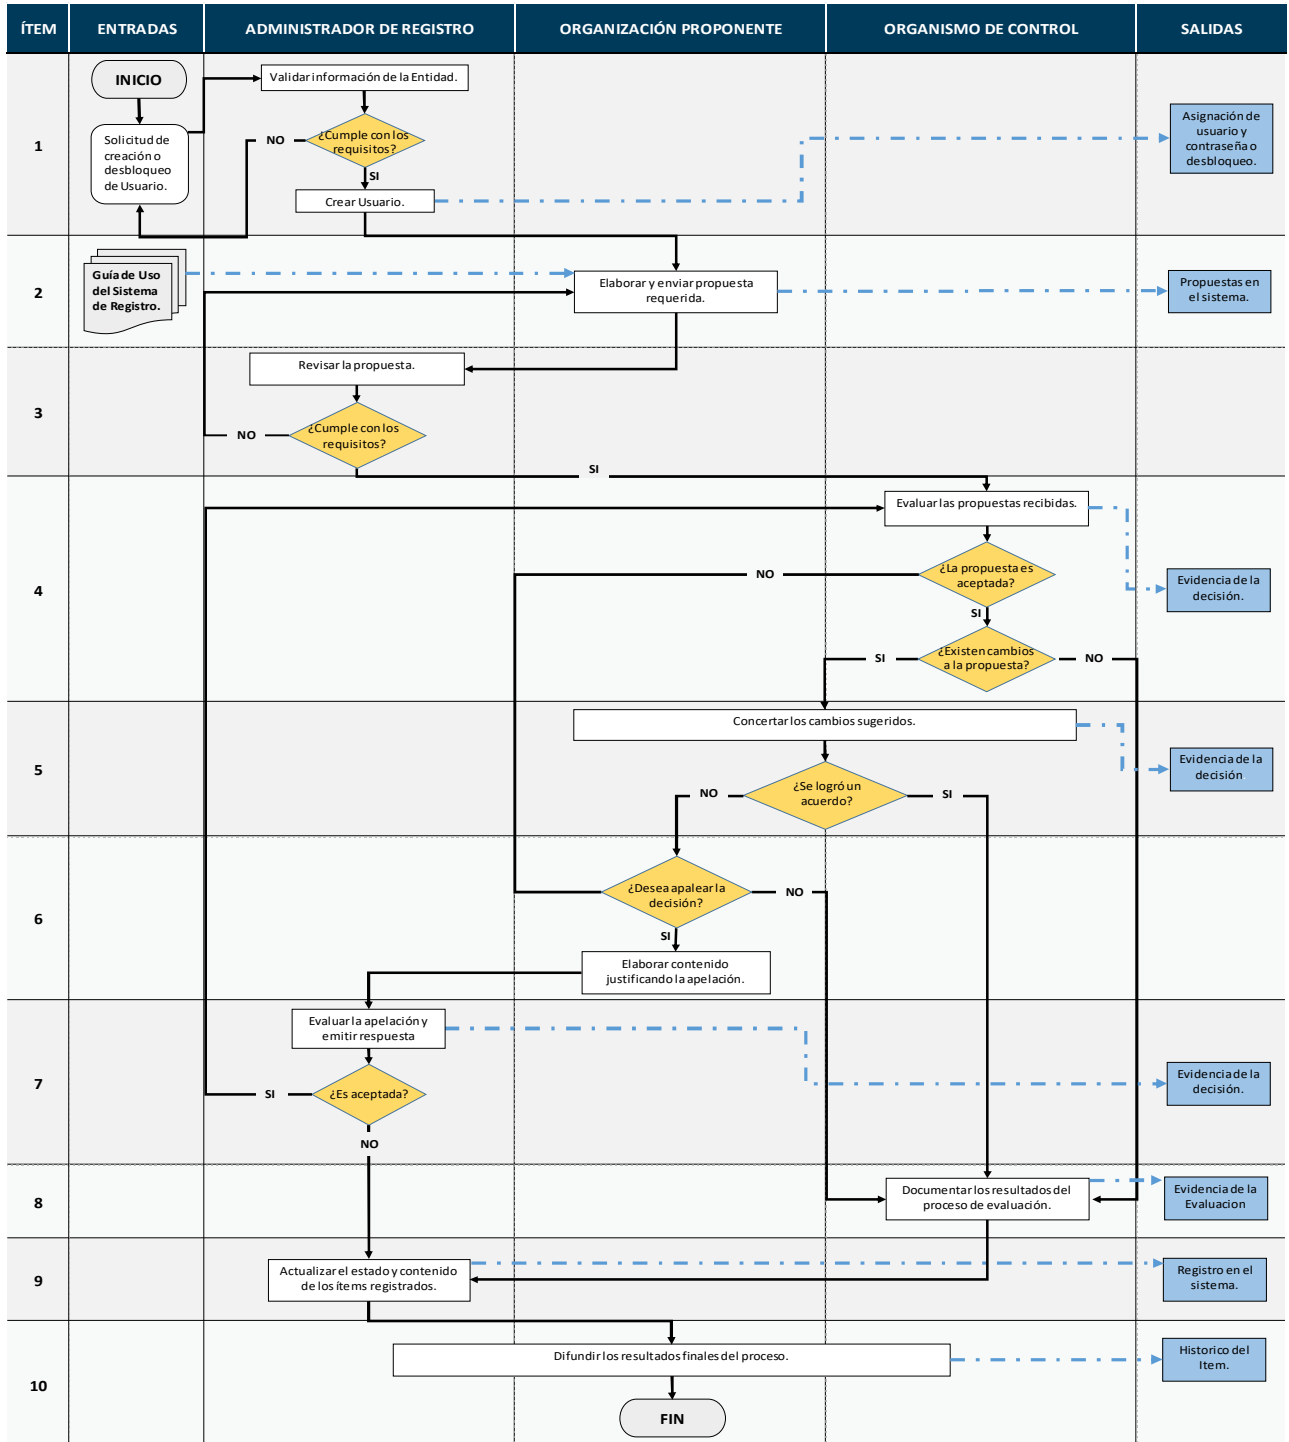 ÍTEM
ENTRADAS
ADMINISTRADOR DE REGISTRO
ORGANIZACIÓN PROPONENTE
ORGANISMO DE CONTROL
SALIDAS
1
INICIO
Solicitud de
creación o
desbloqueo
de Usuario.
Validar información de la Entidad.
¿Cumple con los
requisitos?
NO
SI
Crear Usuario.
Asignación de
usuario y
contraseña o
desbloqueo.
2
Guía de Uso
del Sistema
de Registro.
Elaborar y enviar propuesta
requerida.
Propuestas en
el sistema.
3
Revisar la propuesta.
¿Cumple con los
requisitos?
NO
SI
4
Evaluar las propuestas recibidas.
¿La propuesta es
aceptada?
NO
SI
¿Existen cambios
a la propuesta?
SI
NO
Evidencia de la
decisión.
5
Concertar los cambios sugeridos.
¿Se logró un
acuerdo?
NO
SI
Evidencia de la
decisión
6
¿Desea apalear la
decisión?
NO
SI
Elaborar contenido
justificando la apelación.
7
Evaluar la apelación y
emitir respuesta
¿Es aceptada?
SI
NO
Evidencia de la
decisión.
8
Documentar los resultados del
proceso de evaluación.
Evidencia de la
Evaluacion
9
Actualizar el estado y contenido
de los ítems registrados.
Registro en el
sistema.
10
Difundir los resultados finales del proceso.
Historico del
Item.
FIN